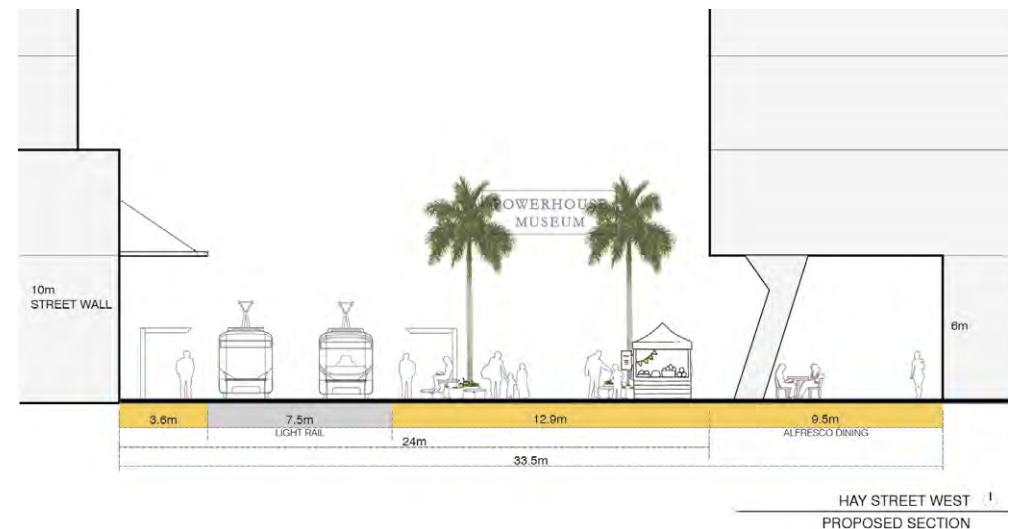 POWERHOUSE
MUSEUM
10m
STREET WALL
6m
3.6m
7.5m
12.9m
9.5m
LIGHT RAIL
ALFRESCO DINING
24m
33.5m
HAY STREET WEST
PROPOSED SECTION